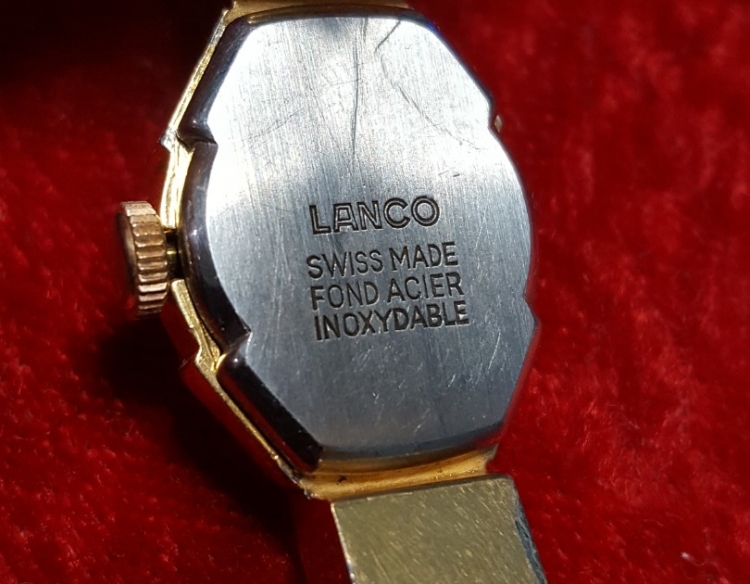 LANCO
SWISS MADE
FOND ACIER
INOXYDABLE